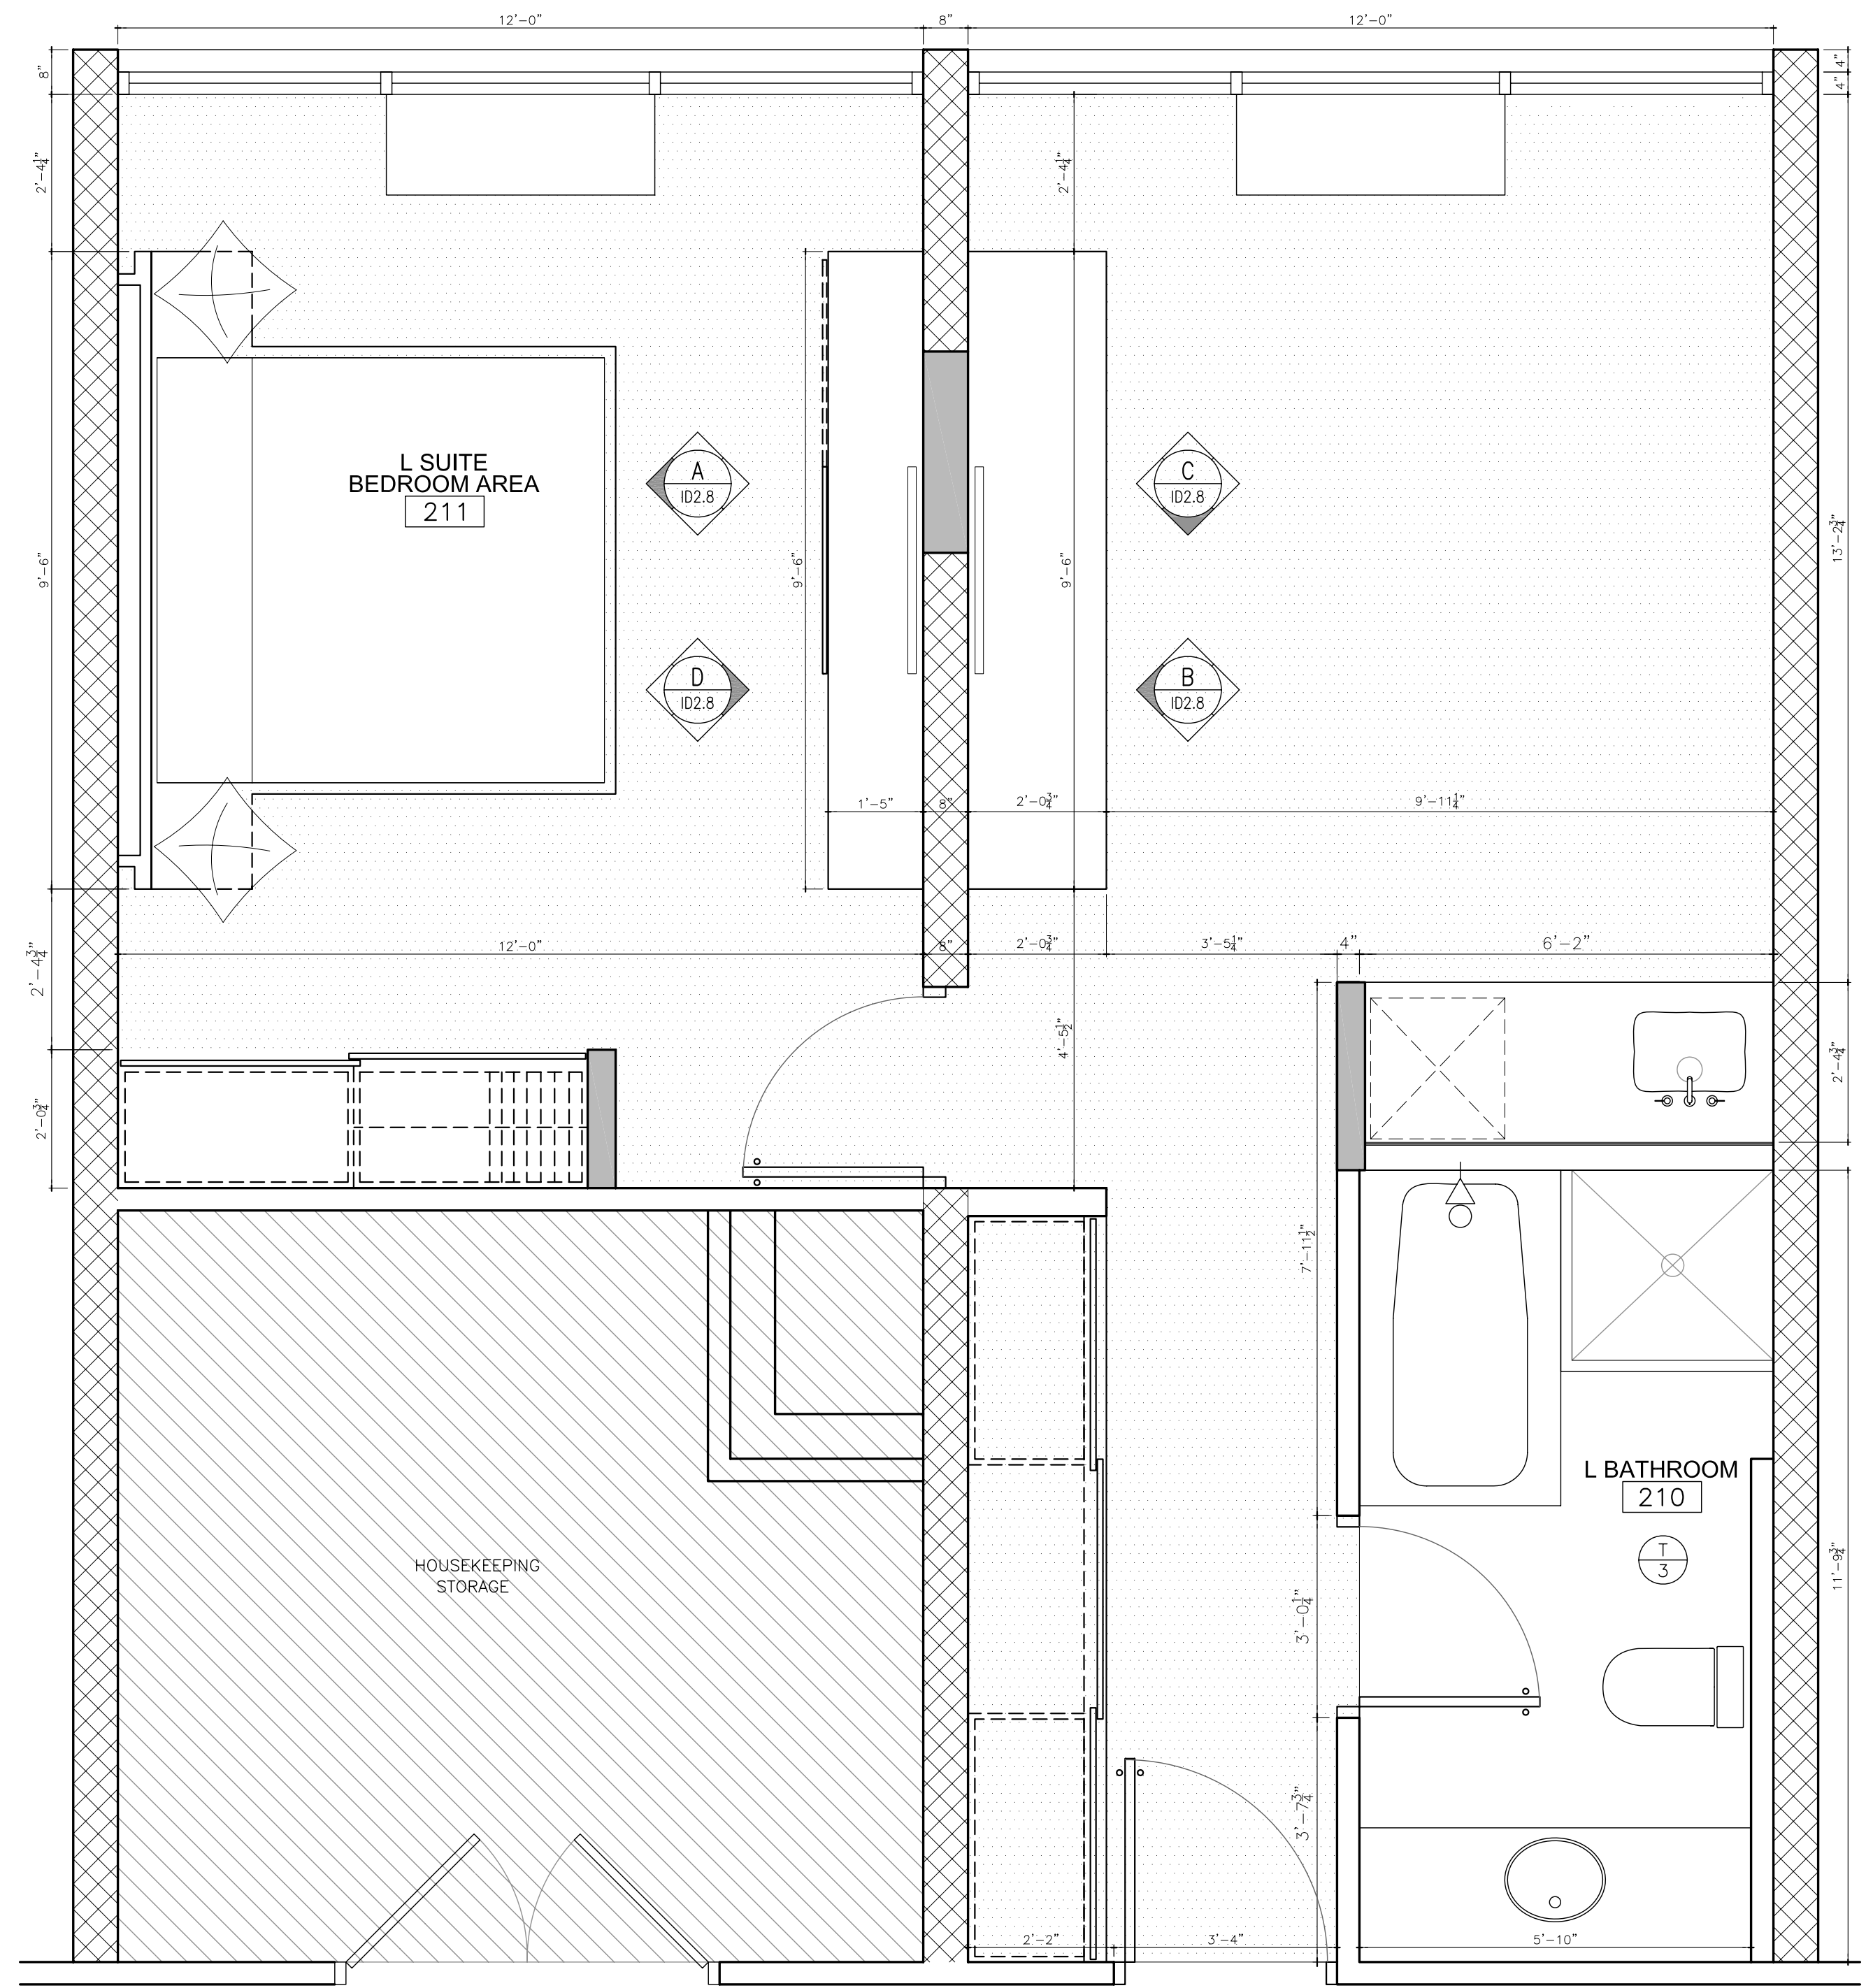 12'-0" 8" 12'-0"
8" 4"
4"
2'-4¼" 2'-4¼"
L SUITE
BEDROOM AREA
211
A
ID2.8
C
ID2.8
13'-2¾"
9'-6" 9'-6" 9'-6"
D
ID2.8
B
ID2.8
1'-5" 8" 2'-0¾" 9'-11¼"
12'-0" 8" 2'-0¾" 3'-5¼" 4" 6'-2"
2'-4¾"
4'-5½"
2'-4¾"
2'-0¾"
7'-11½"
L BATHROOM
210
HOUSEKEEPING
STORAGE
T
3
11'-9¾"
3'-0¼"
3'-7¾"
2'-2" 3'-4" 5'-10"